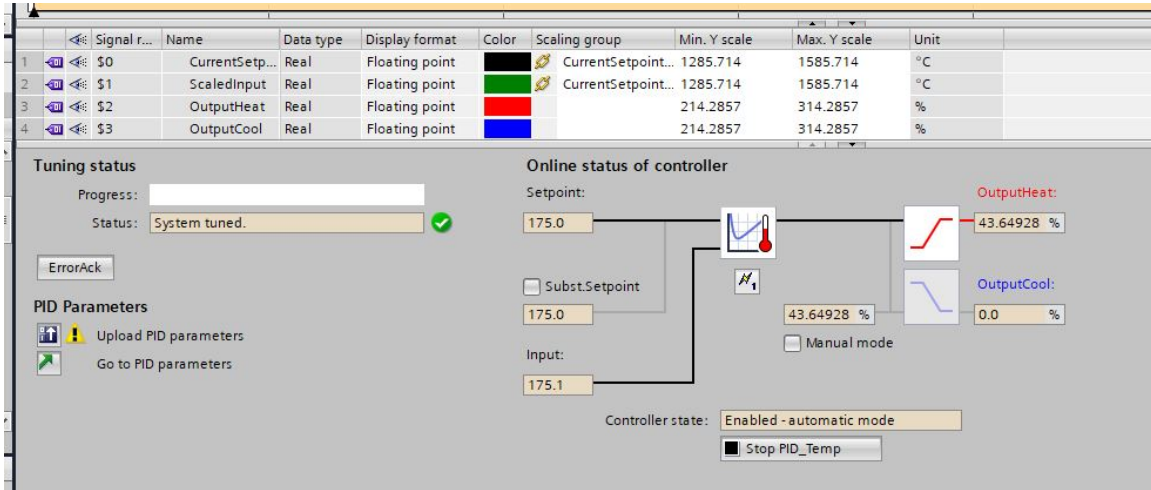 Signal r... Name Data type Display format Color Scaling group Min. Y scale Max. Y scale Unit
1 $0 CurrentSetp... Real Floating point CurrentSetpoint... 1285.714 1585.714 °C
2 $1 ScaledInput Real Floating point CurrentSetpoint... 1285.714 1585.714 °C
3 $2 OutputHeat Real Floating point 214.2857 314.2857 %
4 $3 OutputCool Real Floating point 214.2857 314.2857 %
Tuning status
Progress:
Status: System tuned.
ErrorAck
PID Parameters
Upload PID parameters
Go to PID parameters
Online status of controller
Setpoint:
175.0
OutputHeat:
43.64928 %
Subst.Setpoint
175.0
1
43.64928 %
Manual mode
OutputCool:
0.0 %
Input:
175.1
Controller state: Enabled - automatic mode
Stop PID_Temp